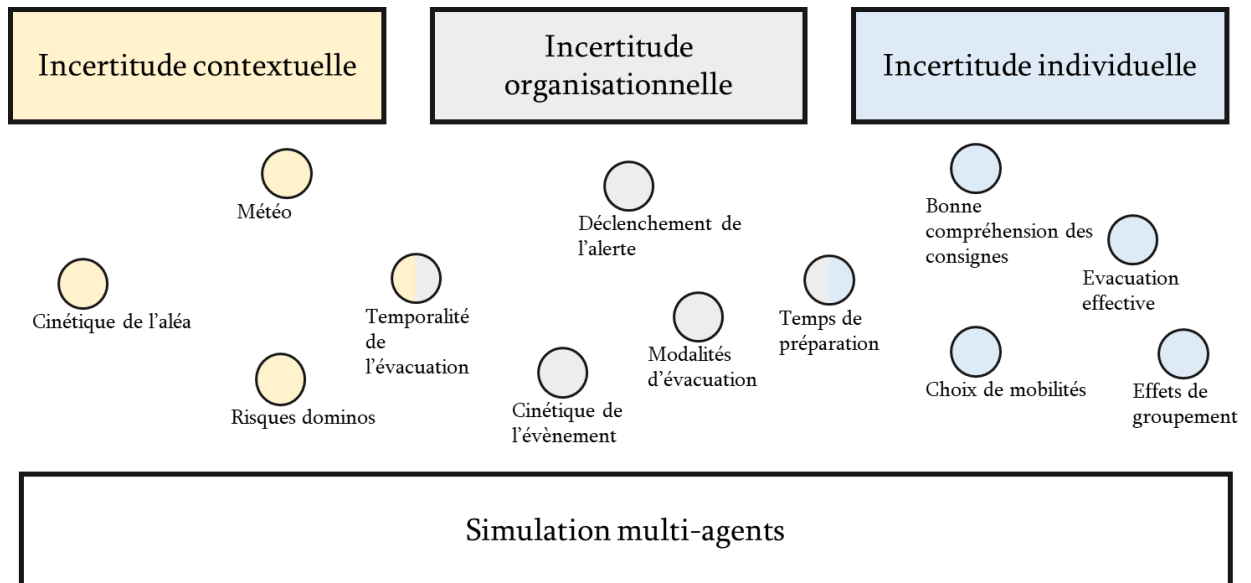 Incertitude contextuelle
Incertitude
organisationnelle
Incertitude individuelle
Météo
Cinétique de l'aléa
Risques dominos
Temporalité
de
l'évacuation
Déclenchement de
l'alerte
Cinétique de
l'évènement
Modalités
d'évacuation
Temps de
préparation
Bonne
compréhension des
consignes
Evacuation
effective
Choix de mobilités
Effets de
groupement
Simulation multi-agents